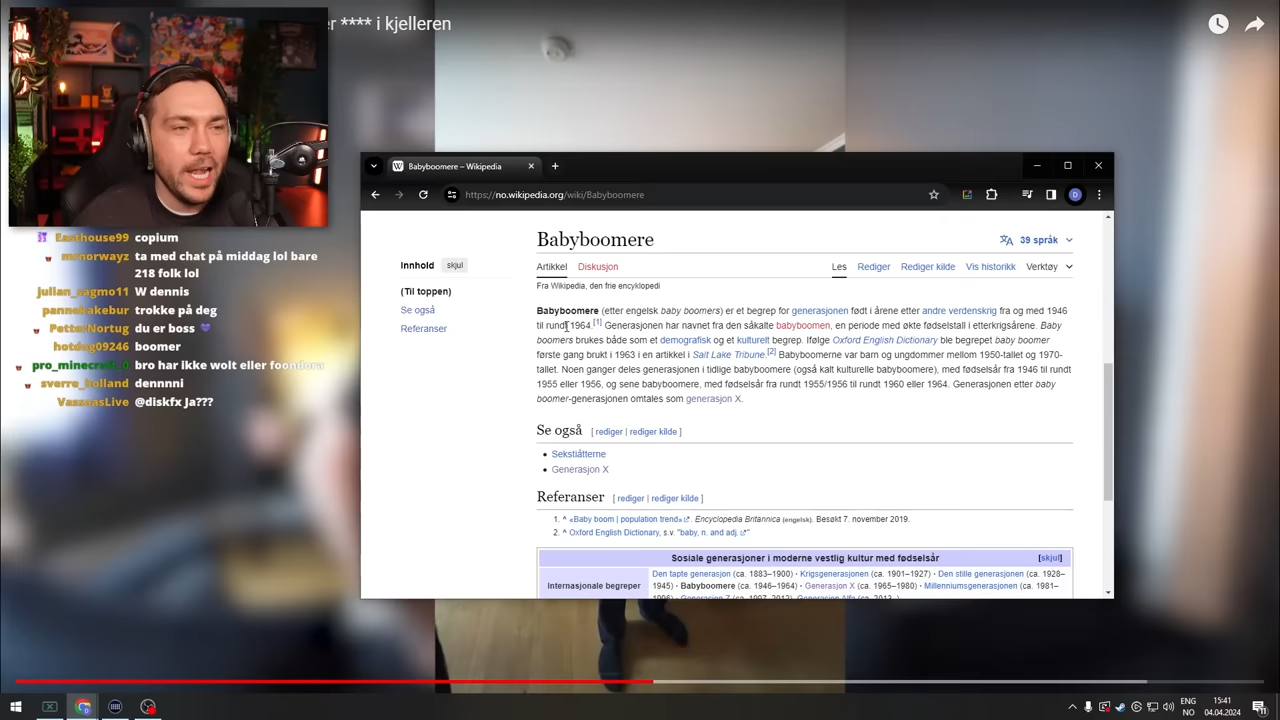 er **** i kjelleren
Easthouse99 copium
mrnorwayz ta med chat på middag lol bare
218 folk lol
julian_sagmo11 W dennis
pannekakebur trokke på deg
PetterNortug du er boss
hotdog09246 boomer
pro_minecraft_0 bro har ikke wolt eller foondora
sverre_holland dennnni
VaszaasLive @diskfx Ja???
Babyboomere – Wikipedia
https://no.wikipedia.org/wiki/Babyboomere
D
Innhold skjul
(Til toppen)
Se også
Referanser
Babyboomere
39 språk
Artikkel Diskusjon Les Rediger Rediger kilde Vis historikk Verktøy
Fra Wikipedia, den frie encyklopedi
Babyboomere (etter engelsk baby boomers) er et begrep for generasjonen født i årene etter andre verdenskrig fra og med 1946
til rundt 1964.[1] Generasjonen har navnet fra den såkalte babyboomen, en periode med økte fødselstall i etterkrigsårene. Baby
boomers brukes både som et demografisk og et kulturelt begrep. Ifølge Oxford English Dictionary ble begrepet baby boomer
første gang brukt i 1963 i en artikkel i Salt Lake Tribune.[2] Babyboomerne var barn og ungdommer mellom 1950-tallet og 1970-
tallet. Noen ganger deles generasjonen i tidlige babyboomere (også kalt kulturelle babyboomere), med fødselsår fra 1946 til rundt
1955 eller 1956, og sene babyboomere, med fødselsår fra rundt 1955/1956 til rundt 1960 eller 1964. Generasjonen etter baby
boomer-generasjonen omtales som generasjon X.
Se også [ rediger | rediger kilde ]
• Sekstiåtterne
• Generasjon X
Referanser [ rediger | rediger kilde ]
1. ^ «Baby boom | population trend». Encyclopedia Britannica (engelsk). Besøkt 7. november 2019.
2. ^ Oxford English Dictionary, s.v. "baby, n. and adj."
Sosiale generasjoner i moderne vestlig kultur med fødselsår [skjul]
Internasjonale begreper
Den tapte generasjon (ca. 1883–1900) · Krigsgenerasjonen (ca. 1901–1927) · Den stille generasjonen (ca. 1928–
1945) · Babyboomere (ca. 1946–1964) · Generasjon X (ca. 1965–1980) · Millenniumsgenerasjonen (ca. 1981–
1996) · Generasjon Z (ca. 1997–2012) · Generasjon Alfa (ca. 2013–)
ENG
NO
15:41
04.04.2024